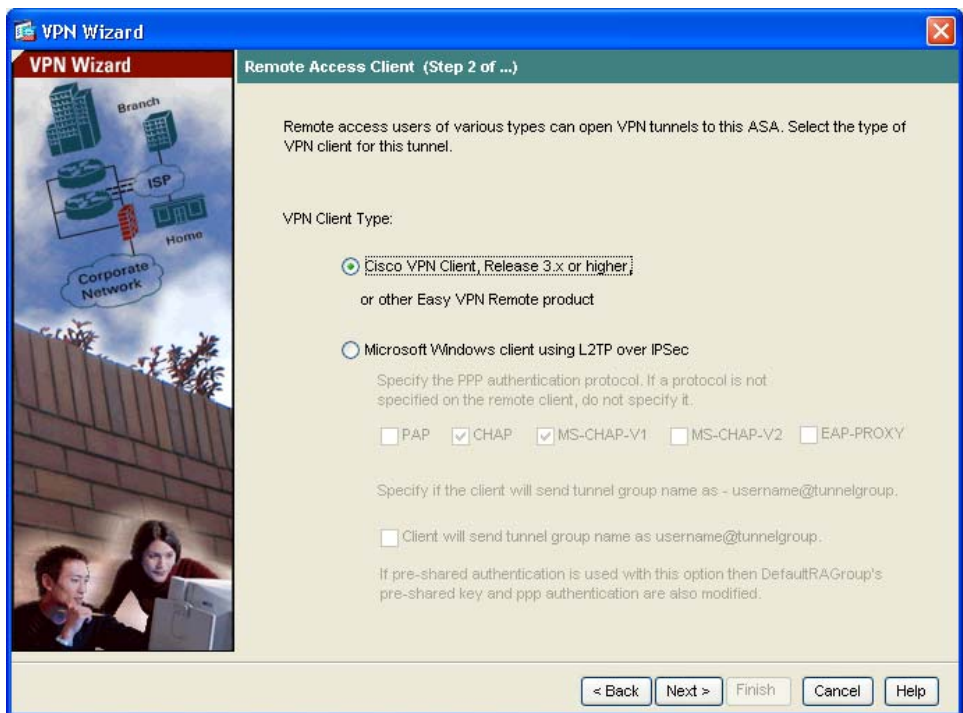 VPN Wizard
VPN Wizard
Branch
ISP
Home
Corporate
Network
Remote Access Client (Step 2 of ...)
Remote access users of various types can open VPN tunnels to this ASA. Select the type of
VPN client for this tunnel.
VPN Client Type:
Cisco VPN Client, Release 3.x or higher,
or other Easy VPN Remote product
Microsoft Windows client using L2TP over IPSec
Specify the PPP authentication protocol. If a protocol is not
specified on the remote client, do not specify it.
PAP CHAP MS-CHAP-V1 MS-CHAP-V2 EAP-PROXY
Specify if the client will send tunnel group name as - username@tunnelgroup.
Client will send tunnel group name as username@tunnelgroup.
If pre-shared authentication is used with this option then DefaultRAGroup's
pre-shared key and ppp authentication are also modified.
< Back Next > Finish Cancel Help